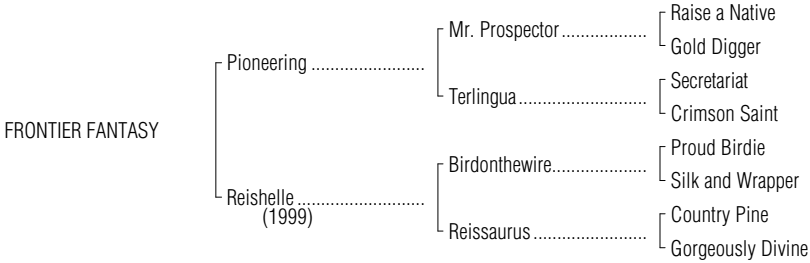 FRONTIER FANTASY
Pioneering ........................
Reishelle ...........................
(1999)
Mr. Prospector ..................
Terlingua ...........................
Birdonthewire....................
Reissaurus ........................
Raise a Native
Gold Digger
Secretariat
Crimson Saint
Proud Birdie
Silk and Wrapper
Country Pine
Gorgeously Divine